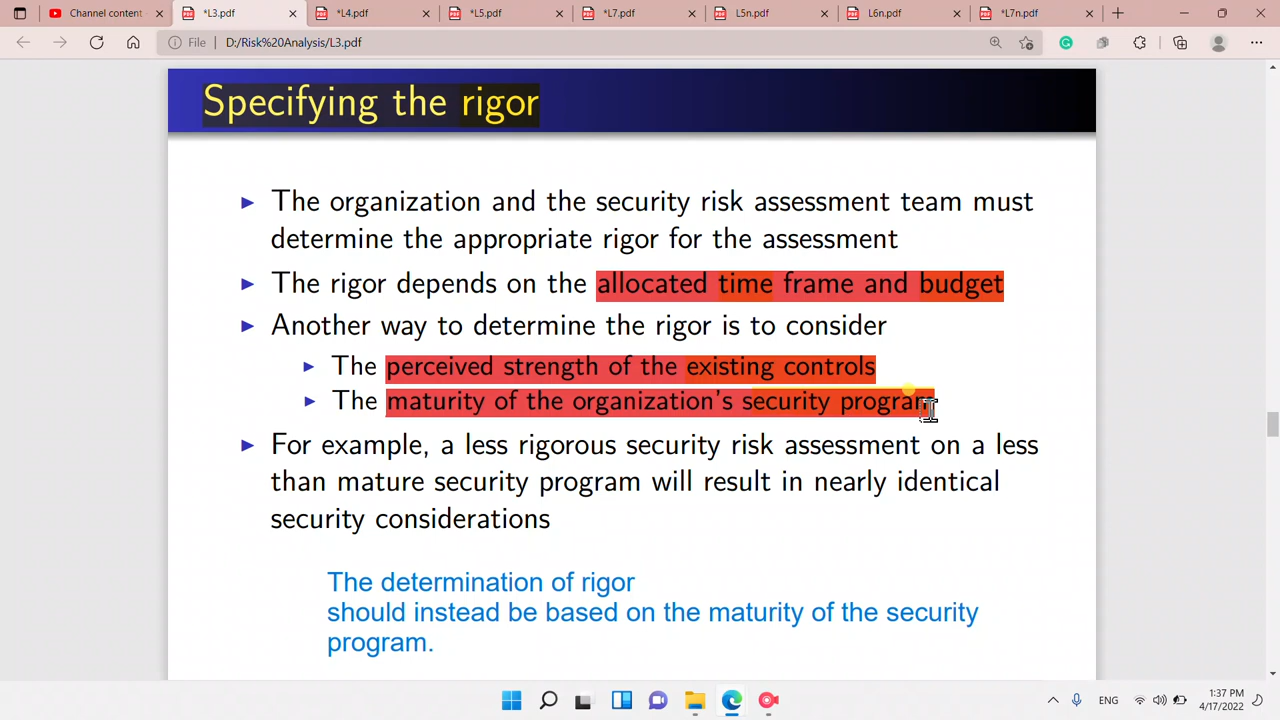 Channel content
*L3.pdf
*L4.pdf
*L5.pdf
*L7.pdf
L5n.pdf
L6n.pdf
*L7n.pdf
File
D:/Risk%20Analysis/L3.pdf
Specifying the rigor
The organization and the security risk assessment team must
determine the appropriate rigor for the assessment
The rigor depends on the allocated time frame and budget
Another way to determine the rigor is to consider
The perceived strength of the existing controls
The maturity of the organization's security program
For example, a less rigorous security risk assessment on a less
than mature security program will result in nearly identical
security considerations
The determination of rigor
should instead be based on the maturity of the security
program.
ENG
1:37 PM
4/17/2022